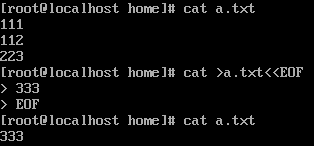 [root@localhost home]# cat a.txt
111
112
223
[root@localhost home]# cat >a.txt<<EOF
> 333
> EOF
[root@localhost home]# cat a.txt
333